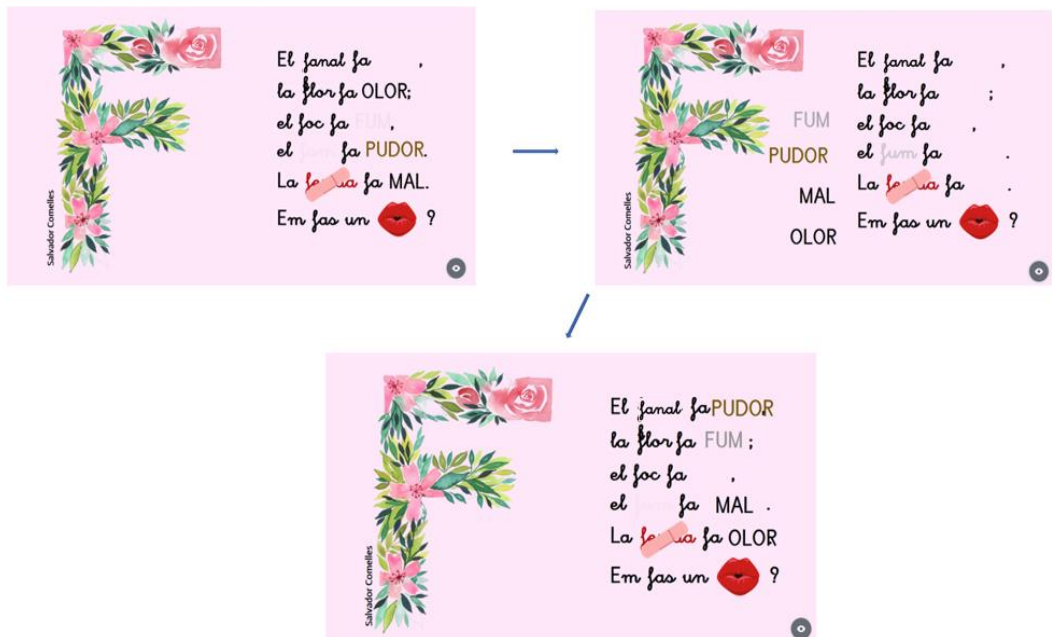 El fanal fa ,
la flor fa OLOR;
el foc fa FUM,
el fum fa PUDOR.
La fa MAL.
Em fas un ?
Salvador Comelles
El fanal fa ,
la flor fa ;
el foc fa ,
el fum fa .
La fa .
Em fas un ?
FUM
PUDOR
MAL
OLOR
Salvador Comelles
El fanal fa PUDOR,
la flor fa FUM ;
el foc fa ,
el fum fa MAL .
La fa OLOR
Em fas un ?
Salvador Comelles